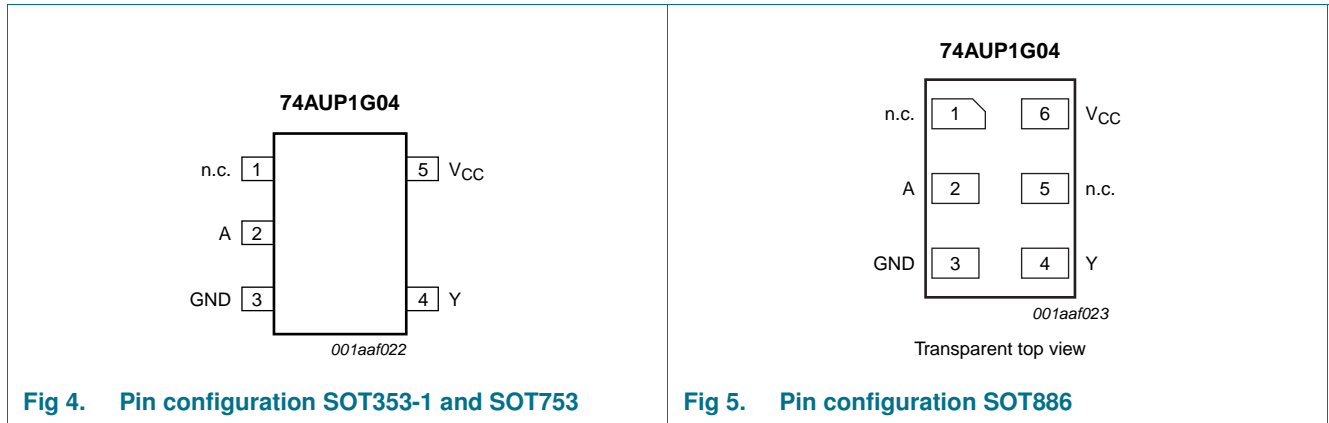 74AUP1G04
n.c. 1
5 VCC
A 2
GND 3
4 Y
001aaf022
Fig 4. Pin configuration SOT353-1 and SOT753
74AUP1G04
n.c. 1
6 VCC
A 2
5 n.c.
GND 3
4 Y
001aaf023
Transparent top view
Fig 5. Pin configuration SOT886